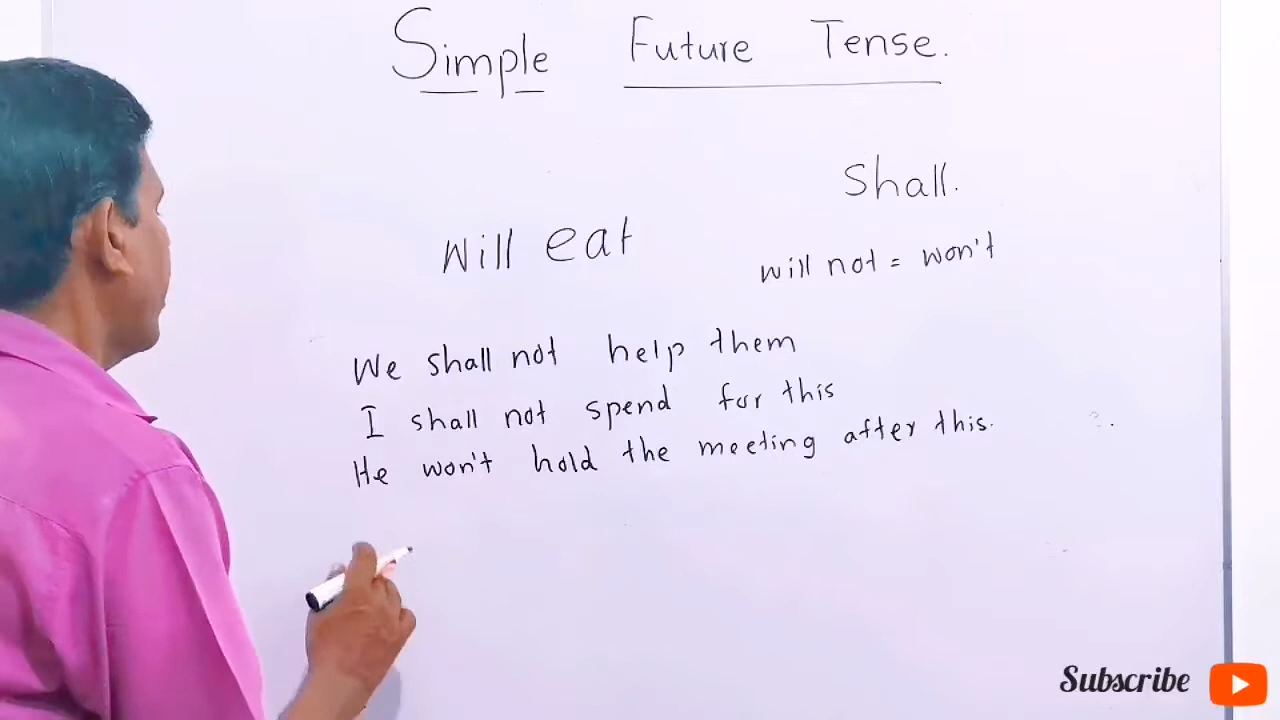 Simple Future Tense.
Shall.
Will eat
will not = won't
We shall not help them
I shall not spend for this
He won't hold the meeting after this.
Subscribe